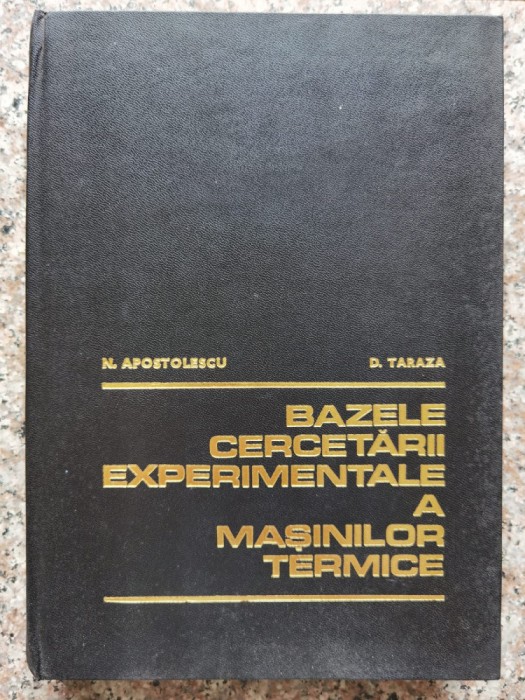 N. APOSTOLESCU D. TARAZA
BAZELE
CERCETĂRII
EXPERIMENTALE
A
MAȘINILOR
TERMICE